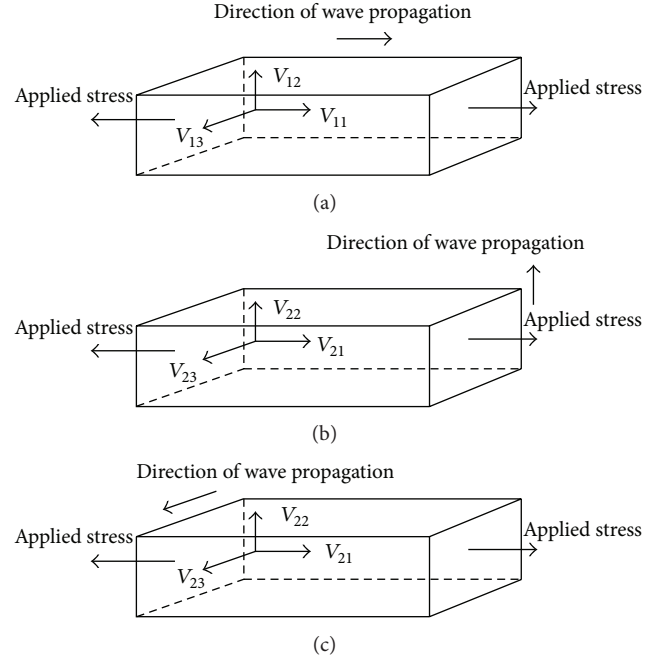 Direction of wave propagation
V12
Applied stress
Applied stress
V13
V11
(a)
Direction of wave propagation
V22
Applied stress
Applied stress
V23
V21
(b)
Direction of wave propagation
V22
Applied stress
Applied stress
V23
V21
(c)